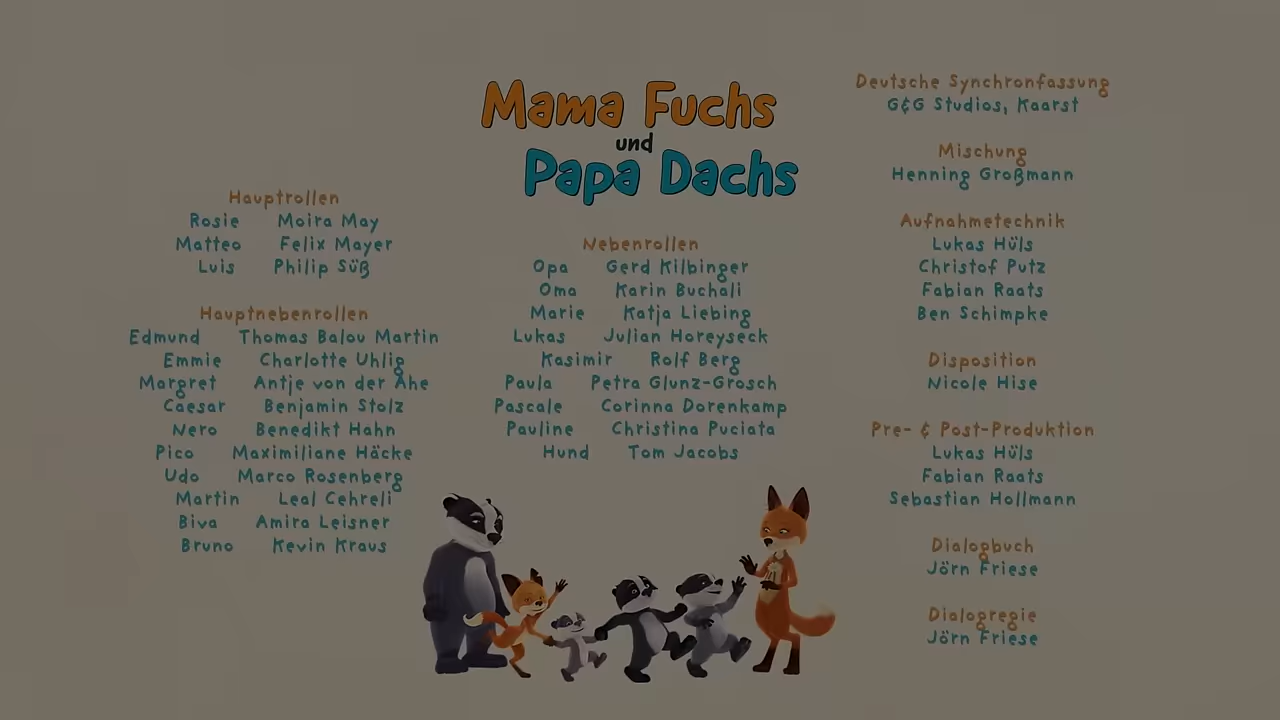 Mama Fuchs
und
Papa Dachs
Hauptrollen
Rosie Moira May
Matteo Felix Mayer
Luis Philip Süß
Hauptnebenrollen
Edmund Thomas Balou Martin
Emmie Charlotte Uhlig
Margret Antje von der Ahe
Caesar Benjamin Stolz
Nero Benedikt Hahn
Pico Maximiliane Häcke
Udo Marco Rosenberg
Martin Leal Cehreli
Biva Amira Leisner
Bruno Kevin Kraus
Nebenrollen
Opa Gerd Kilbinger
Oma Karin Buchali
Marie Katja Liebing
Lukas Julian Horeyseck
Kasimir Rolf Berg
Paula Petra Glunz-Grosch
Pascale Corinna Dorenkamp
Pauline Christina Puciata
Hund Tom Jacobs
Deutsche Synchronfassung
G&G Studios, Kaarst
Mischung
Henning Großmann
Aufnahmetechnik
Lukas Hüls
Christof Putz
Fabian Raats
Ben Schimpke
Disposition
Nicole Hise
Pre- & Post-Produktion
Lukas Hüls
Fabian Raats
Sebastian Hollmann
Dialogbuch
Jörn Friese
Dialogregie
Jörn Friese